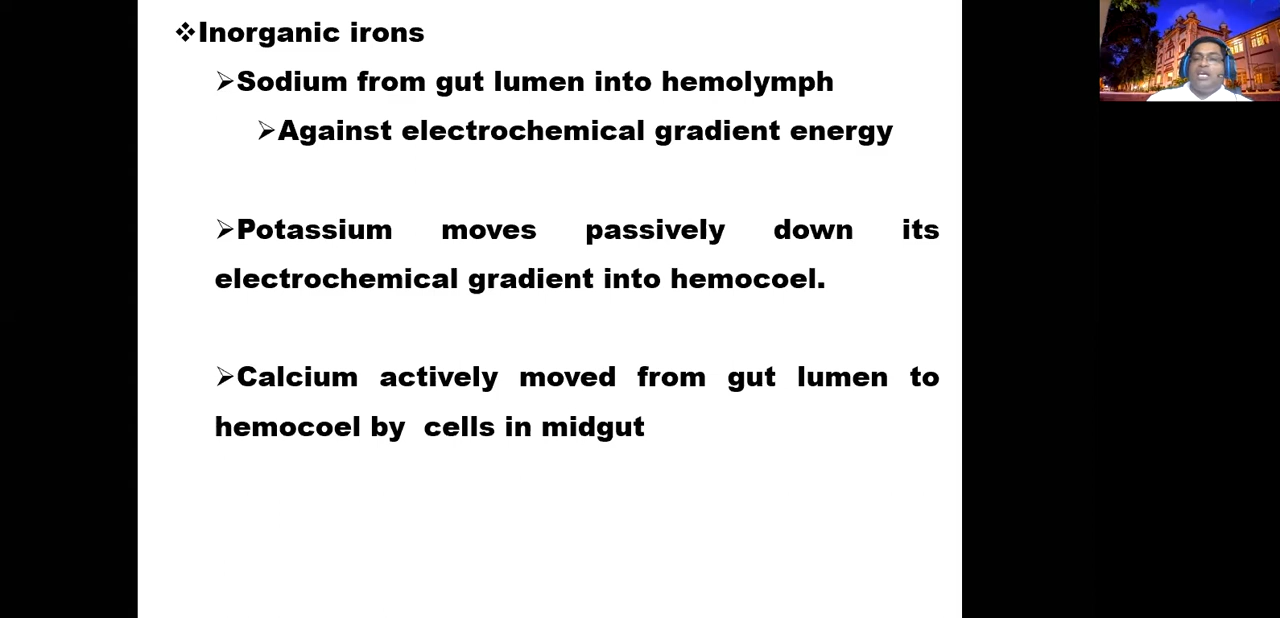 ❖Inorganic irons
➢Sodium from gut lumen into hemolymph
➢Against electrochemical gradient energy
➢Potassium moves passively down its
electrochemical gradient into hemocoel.
➢Calcium actively moved from gut lumen to
hemocoel by cells in midgut